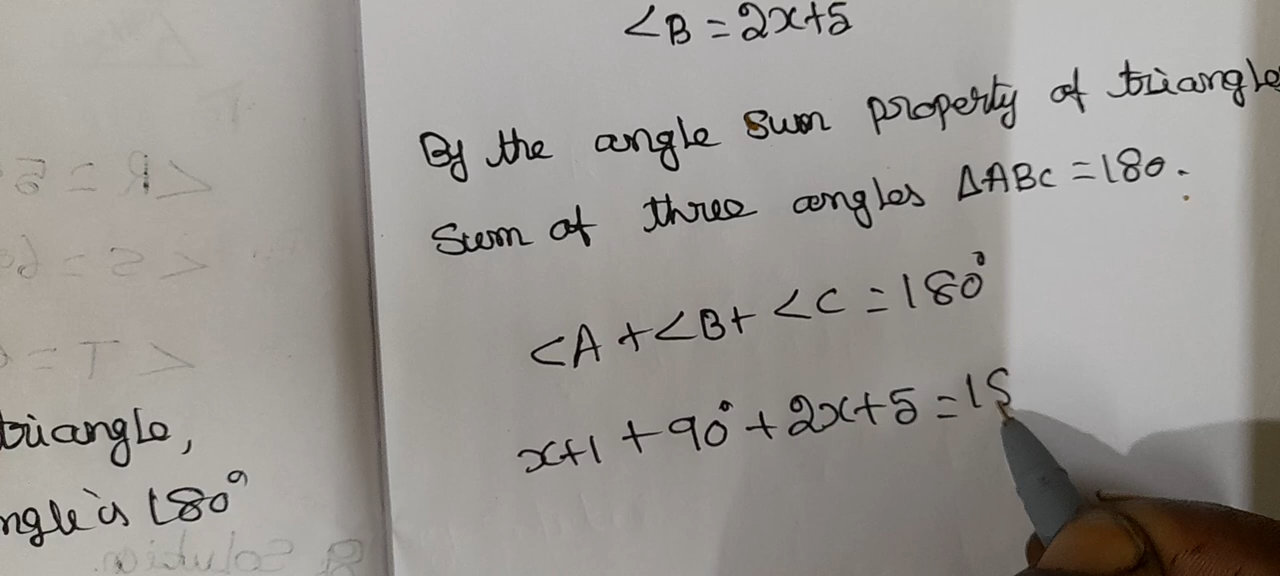 <B = 2x+5
By the angle sum property of triangle
Sum of three angles ΔABC = 180.
<A + <B + <C = 180°
x+1 + 90° + 2x+5 = 1
triangle,
ngle is 180°